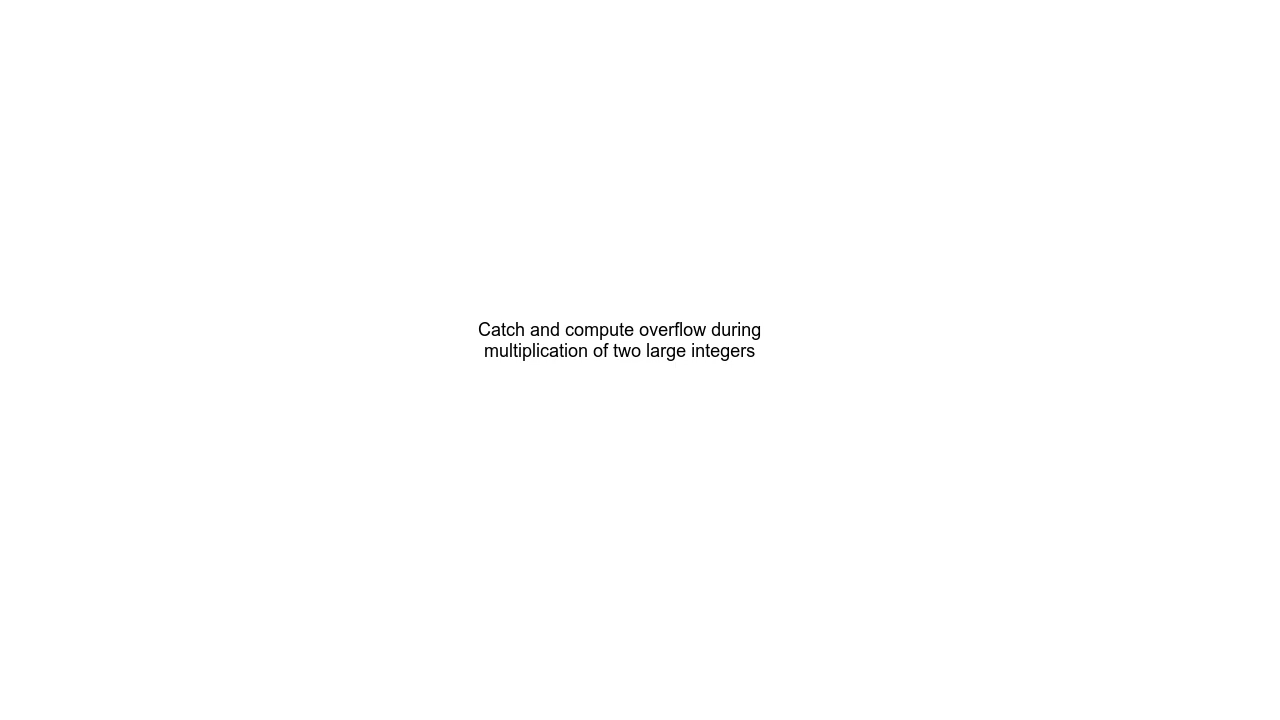 Catch and compute overflow during
multiplication of two large integers